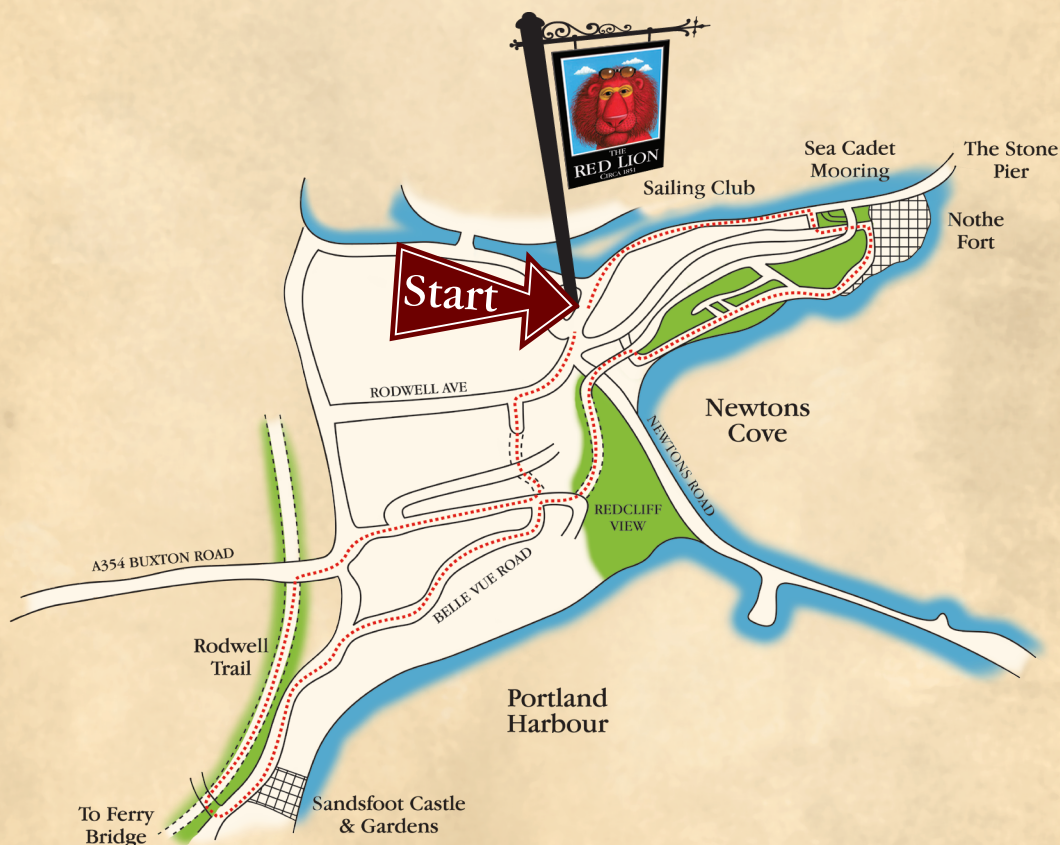 THE
RED LION
CIRCA 1851
Sailing Club
Sea Cadet
Mooring
The Stone
Pier
Nothe
Fort
Start
RODWELL AVE
Newtons
Cove
NEWTONS ROAD
REDCLIFF
VIEW
A354 BUXTON ROAD
BELLE VUE ROAD
Rodwell
Trail
Portland
Harbour
Sandsfoot Castle
& Gardens
To Ferry
Bridge